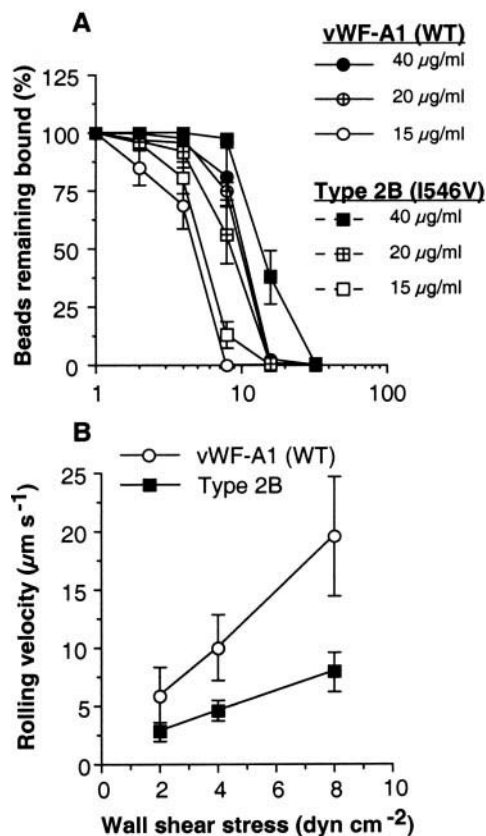 A
vWF-A1 (WT)
40 µg/ml
20 µg/ml
15 µg/ml
Type 2B (I546V)
40 µg/ml
20 µg/ml
15 µg/ml
Beads remaining bound (%)
125
100
75
50
25
0
1 10 100
B
vWF-A1 (WT)
Type 2B
Rolling velocity (µm s⁻¹)
25
20
15
10
5
0
0 2 4 6 8 10
Wall shear stress (dyn cm⁻²)